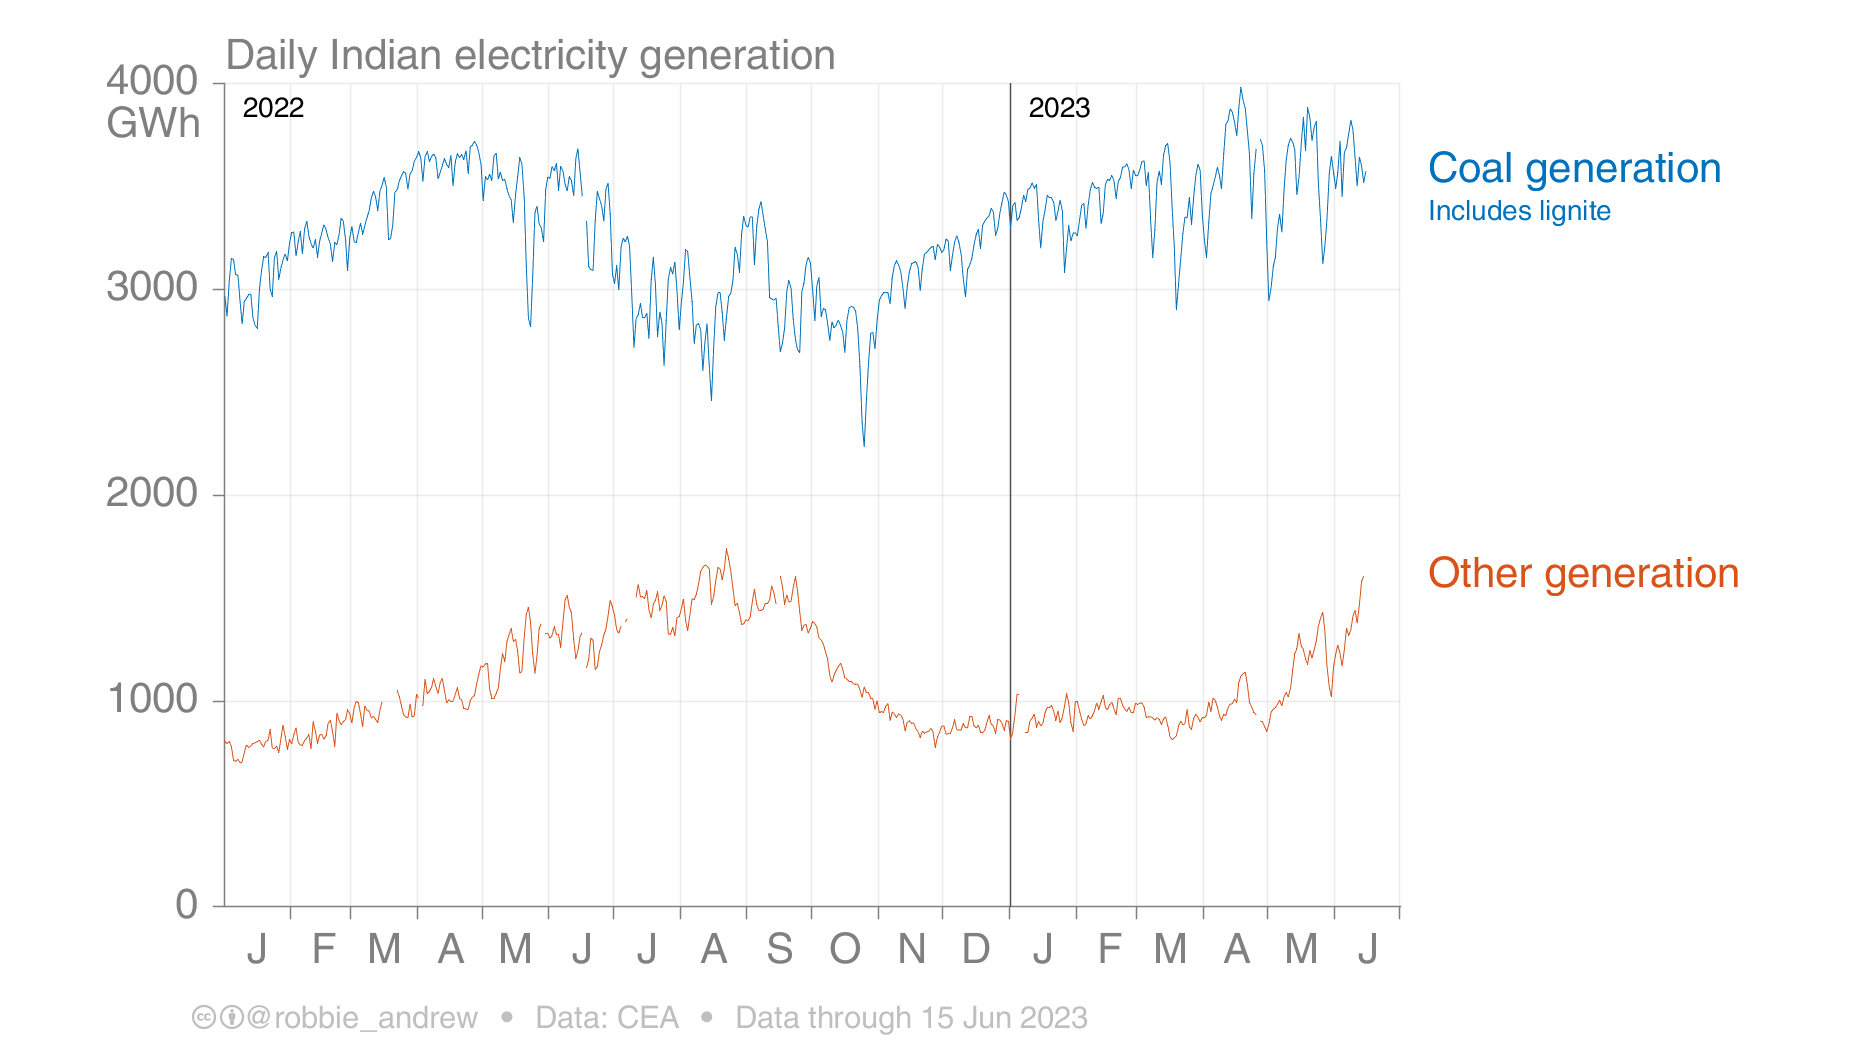 Daily Indian electricity generation
4000
GWh
2022
2023
3000
2000
1000
0
J F M A M J J A S O N D J F M A M J
Coal generation
Includes lignite
Other generation
cc @robbie_andrew • Data: CEA • Data through 15 Jun 2023